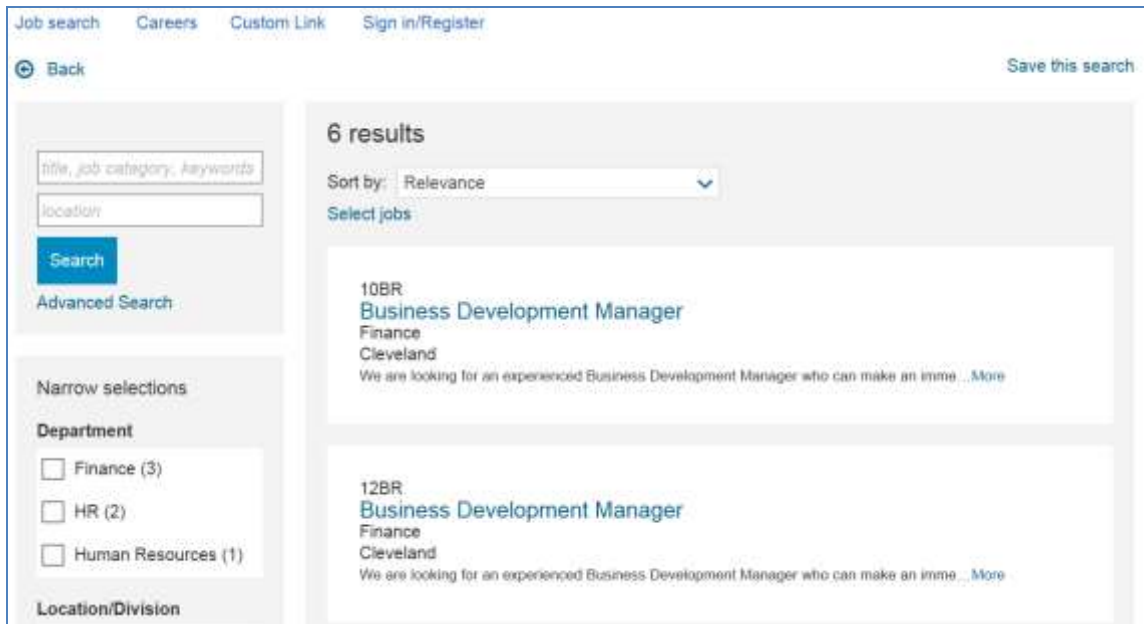 Job search Careers Custom Link Sign in/Register
Back
Save this search
title, job category, keywords
location
Search
Advanced Search
Narrow selections
Department
Finance (3)
HR (2)
Human Resources (1)
Location/Division
6 results
Sort by: Relevance
Select jobs
10BR
Business Development Manager
Finance
Cleveland
We are looking for an experienced Business Development Manager who can make an imme...More
12BR
Business Development Manager
Finance
Cleveland
We are looking for an experienced Business Development Manager who can make an imme...More